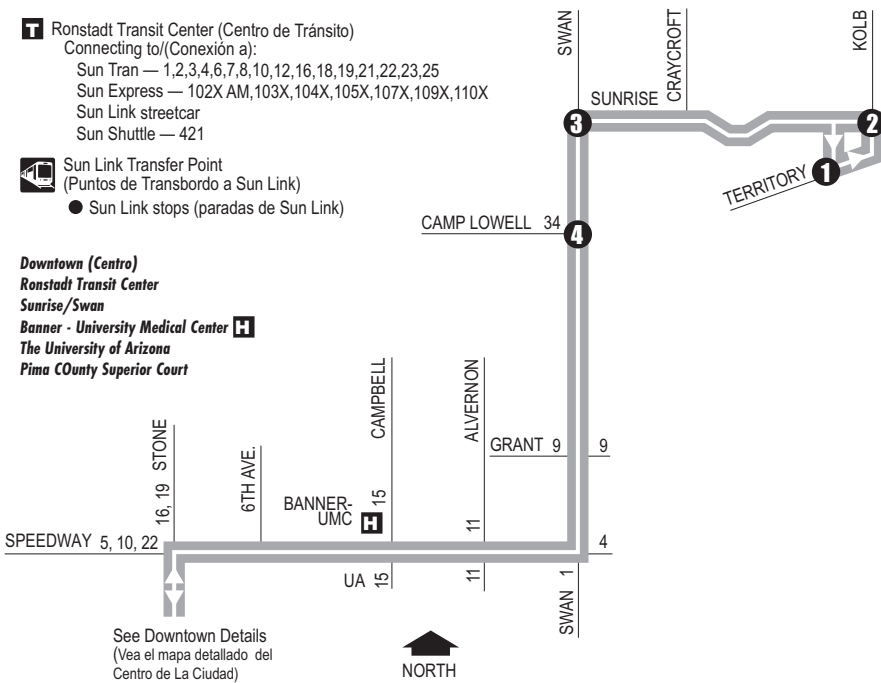 T Ronstadt Transit Center (Centro de Tránsito)
Connecting to/(Conexión a):
Sun Tran — 1,2,3,4,6,7,8,10,12,16,18,19,21,22,23,25
Sun Express — 102X AM,103X,104X,105X,107X,109X,110X
Sun Link streetcar
Sun Shuttle — 421
Sun Link Transfer Point
(Puntos de Transbordo a Sun Link)
Sun Link stops (paradas de Sun Link)
Downtown (Centro)
Ronstadt Transit Center
Sunrise/Swan
Banner - University Medical Center H
The University of Arizona
Pima COunty Superior Court
SWAN
CRAYCROFT
KOLB
SUNRISE
3
2
1
TERRITORY
CAMP LOWELL 34
4
16, 19 STONE
6TH AVE.
CAMPBELL
15
ALVERNON
11
GRANT 9
9
BANNER-
UMC H
SPEEDWAY 5, 10, 22
4
UA
15
11
SWAN 1
See Downtown Details
(Vea el mapa detallado del
Centro de La Ciudad)
NORTH